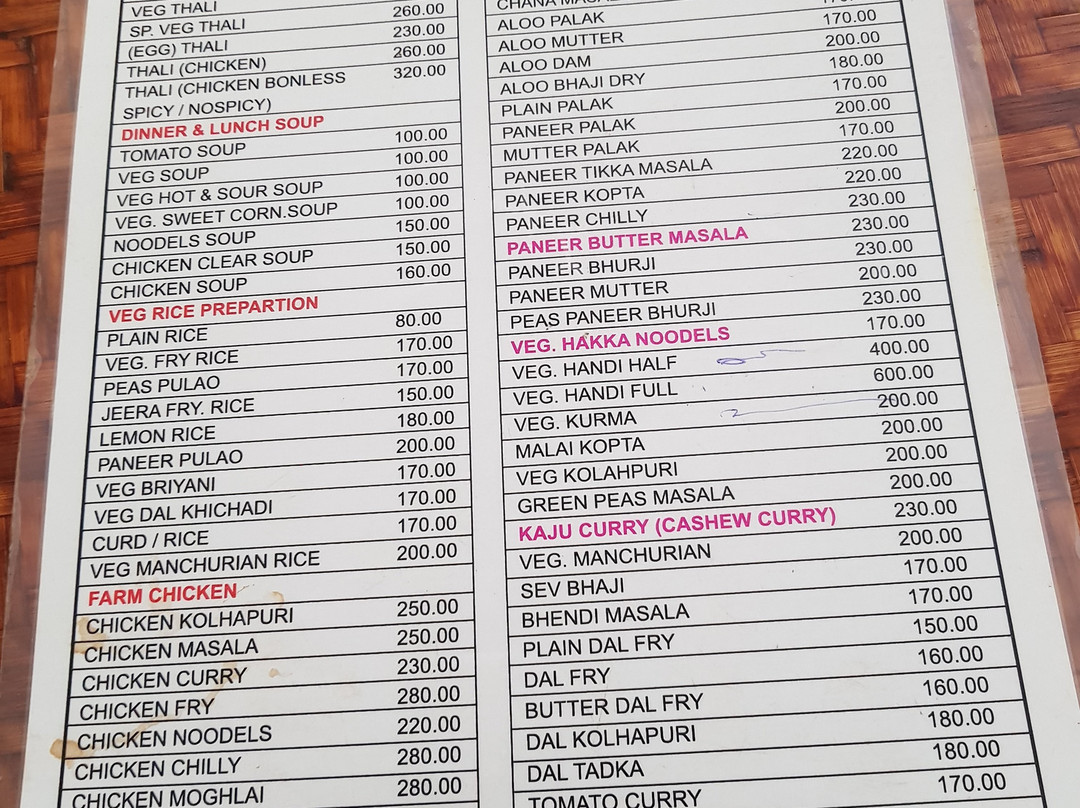 VEG THALI
SP. VEG THALI 260.00
(EGG) THALI 230.00
THALI (CHICKEN) 260.00
THALI (CHICKEN BONLESS 320.00
SPICY / NOSPICY)
DINNER & LUNCH SOUP
TOMATO SOUP 100.00
VEG SOUP 100.00
VEG HOT & SOUR SOUP 100.00
VEG. SWEET CORN.SOUP 100.00
NOODELS SOUP 150.00
CHICKEN CLEAR SOUP 150.00
CHICKEN SOUP 160.00
VEG RICE PREPARTION
PLAIN RICE 80.00
VEG. FRY RICE 170.00
PEAS PULAO 170.00
JEERA FRY. RICE 150.00
LEMON RICE 180.00
PANEER PULAO 200.00
VEG BRIYANI 170.00
VEG DAL KHICHADI 170.00
CURD / RICE 170.00
VEG MANCHURIAN RICE 200.00
FARM CHICKEN
CHICKEN KOLHAPURI 250.00
CHICKEN MASALA 250.00
CHICKEN CURRY 230.00
CHICKEN FRY 280.00
CHICKEN NOODELS 220.00
CHICKEN CHILLY 280.00
CHICKEN MOGHLAI 280.00
CHANA
ALOO PALAK
ALOO MUTTER 170.00
ALOO DAM 200.00
ALOO BHAJI DRY 180.00
PLAIN PALAK 170.00
PANEER PALAK 200.00
MUTTER PALAK 170.00
PANEER TIKKA MASALA 220.00
PANEER KOPTA 220.00
PANEER CHILLY 230.00
PANEER BUTTER MASALA 230.00
PANEER BHURJI 230.00
PANEER MUTTER 200.00
PEAS PANEER BHURJI 230.00
VEG. HAKKA NOODELS 170.00
VEG. HANDI HALF 400.00
VEG. HANDI FULL 600.00
VEG. KURMA 200.00
MALAI KOPTA 200.00
VEG KOLAHPURI 200.00
GREEN PEAS MASALA 200.00
KAJU CURRY (CASHEW CURRY) 230.00
VEG. MANCHURIAN 200.00
SEV BHAJI 170.00
BHENDI MASALA 170.00
PLAIN DAL FRY 150.00
DAL FRY 160.00
BUTTER DAL FRY 160.00
DAL KOLHAPURI 180.00
DAL TADKA 180.00
TOMATO CURRY 170.00